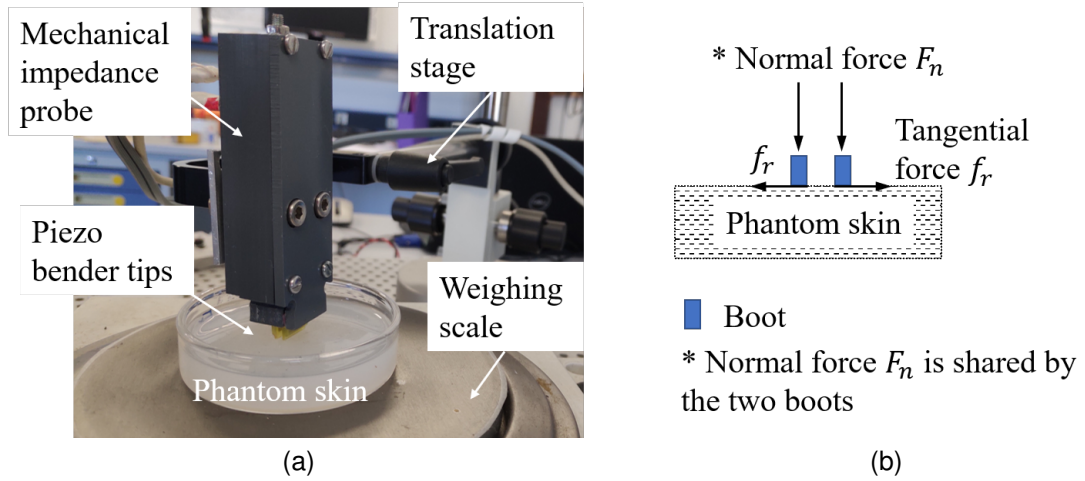 Mechanical
impedance
probe
Translation
stage
Piezo
bender tips
Weighing
scale
Phantom skin
(a)
* Normal force Fₙ
fᵣ
Tangential
force fᵣ
Phantom skin
Boot
* Normal force Fₙ is shared by
the two boots
(b)